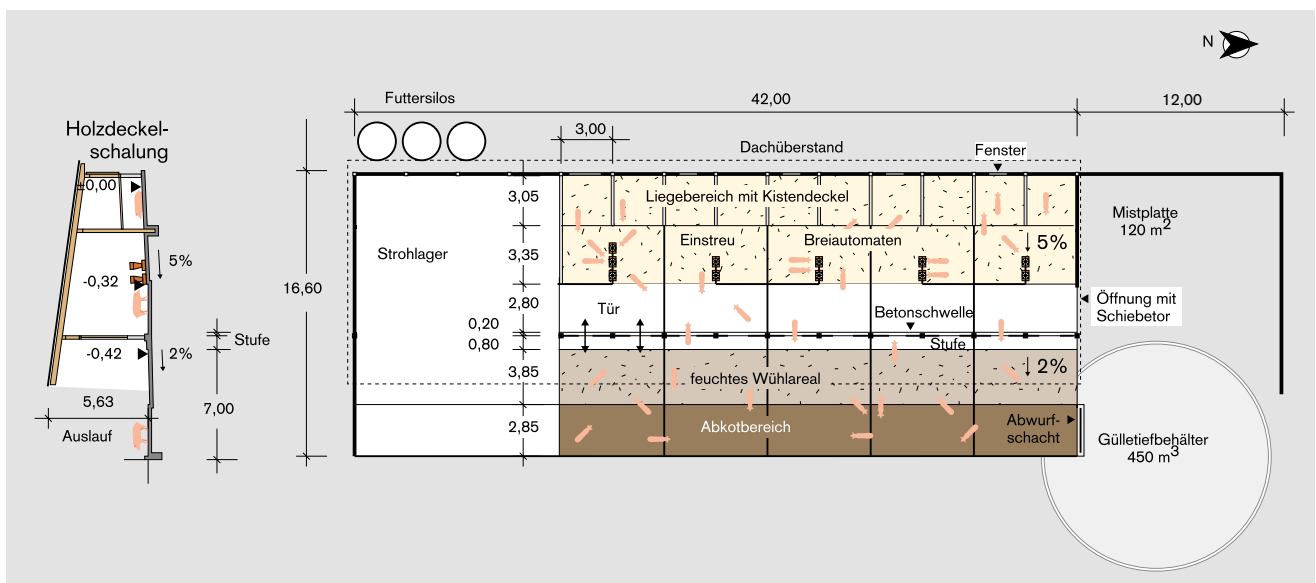 N
Futtersilos
42,00
12,00
Holzdeckel-
schalung
3,00
Dachüberstand
Fenster
0,00
3,05
Liegebereich mit Kistendeckel
Mistplatte
120 m²
Strohlager
3,35
Einstreu
Breiautomaten
5%
5%
-0,32
16,60
2,80
Tür
Betonschwelle
Öffnung mit
Schiebetor
0,20
0,80
Stufe
Stufe
-0,42
2%
3,85
feuchtes Wühlareal
2%
5,63
7,00
Auslauf
2,85
Abkotbereich
Abwurf-
schacht
Gülletiefbehälter
450 m³